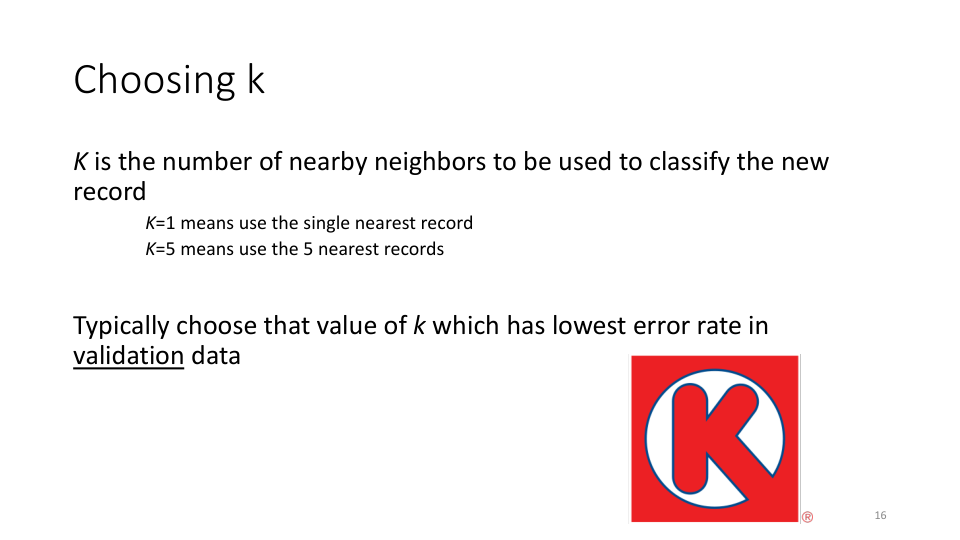 Choosing k
K is the number of nearby neighbors to be used to classify the new
record
K=1 means use the single nearest record
K=5 means use the 5 nearest records
Typically choose that value of k which has lowest error rate in
validation data
K
®
16